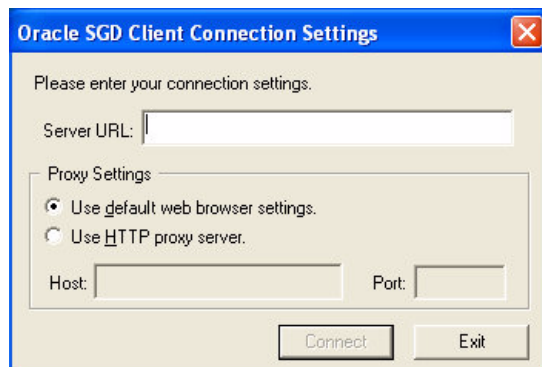 Oracle SGD Client Connection Settings
Please enter your connection settings.
Server URL:
Proxy Settings
Use default web browser settings.
Use HTTP proxy server.
Host: Port:
Connect Exit